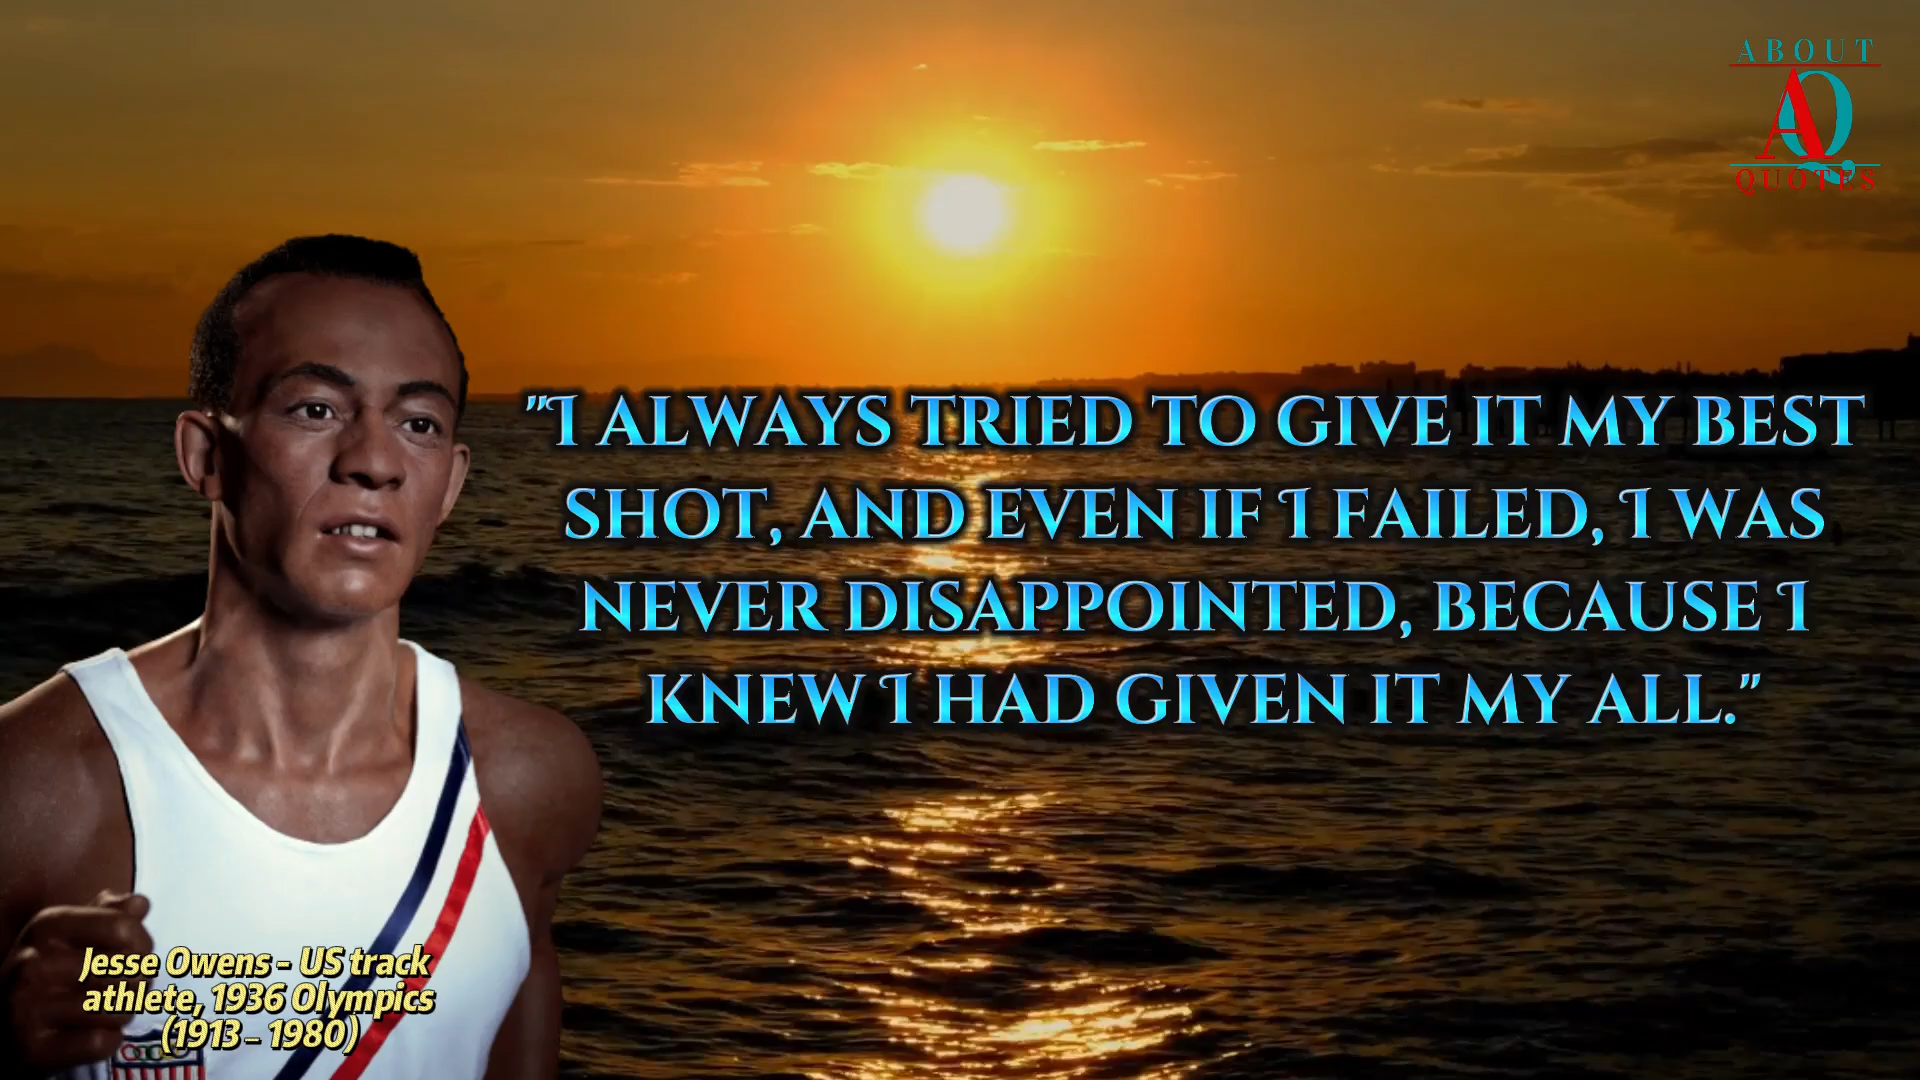 ABOUT
AQ
QUOTES
"I ALWAYS TRIED TO GIVE IT MY BEST
SHOT, AND EVEN IF I FAILED, I WAS
NEVER DISAPPOINTED, BECAUSE I
KNEW I HAD GIVEN IT MY ALL."
Jesse Owens - US track
athlete, 1936 Olympics
(1913 - 1980)